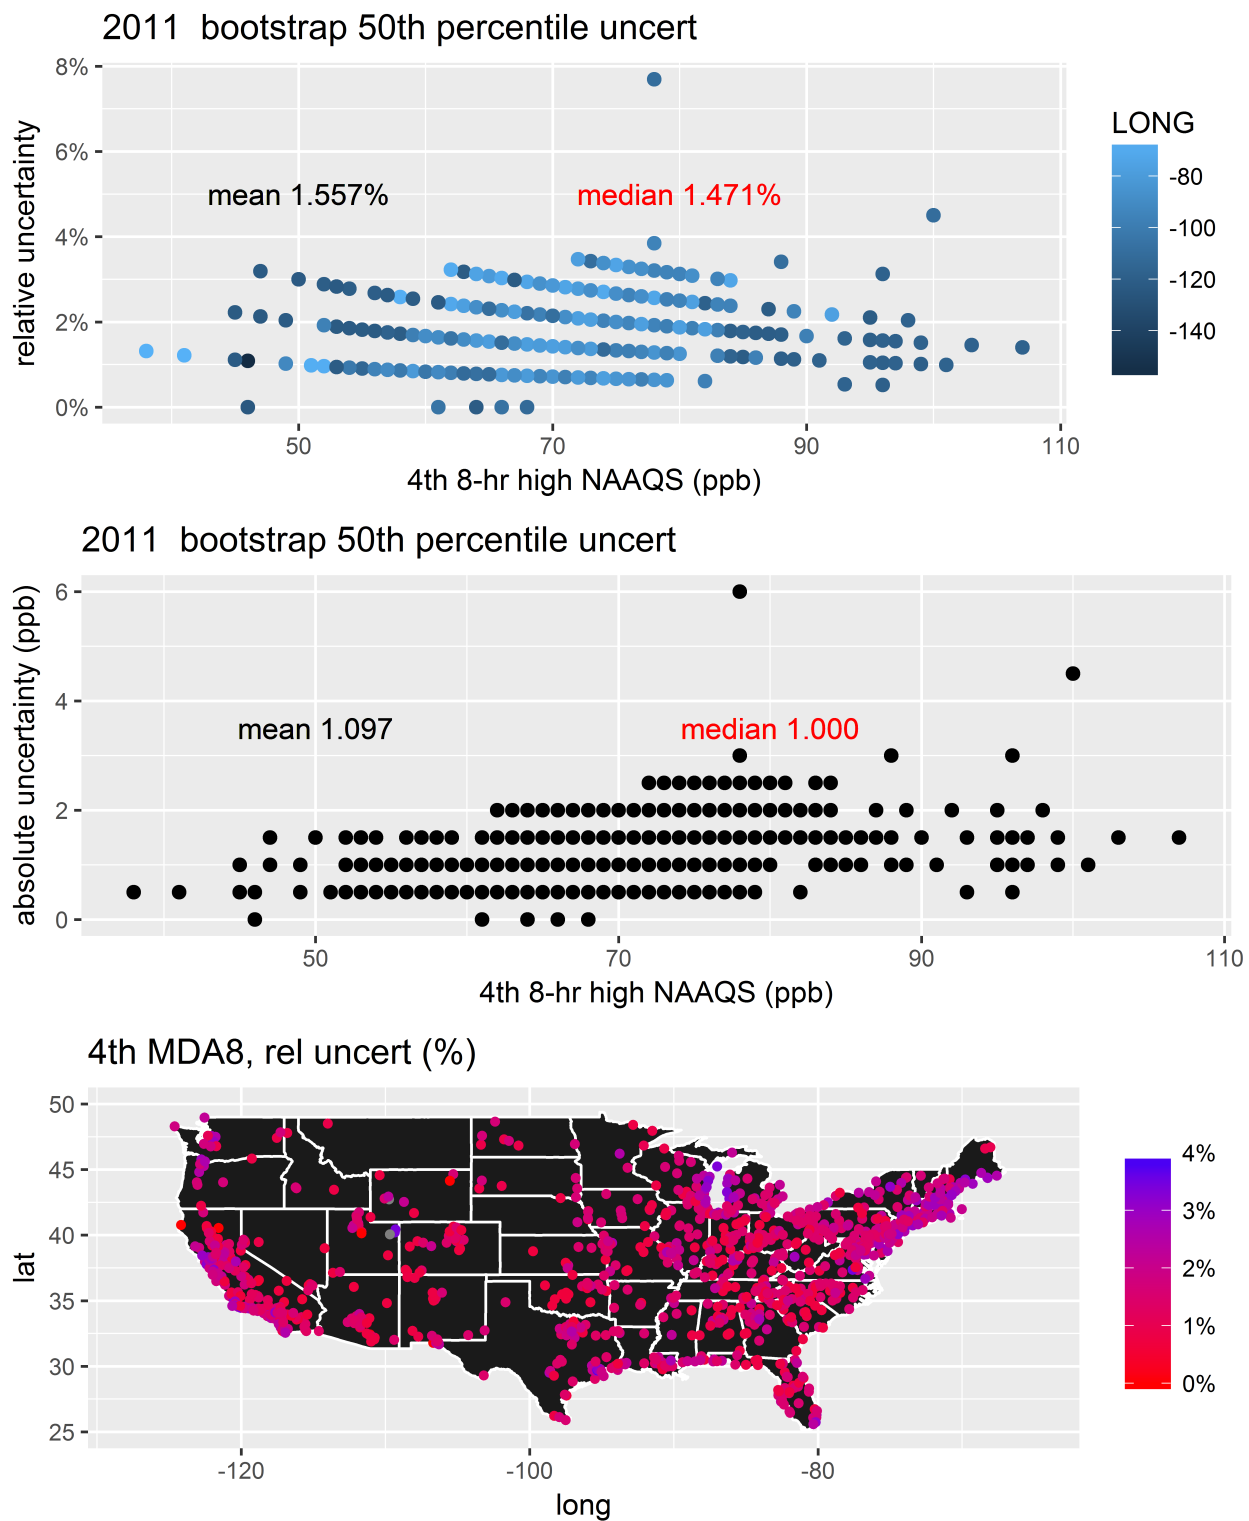 2011  bootstrap 50th percentile uncert
8%
6%
4%
2%
0%
relative uncertainty
mean 1.557%
median 1.471%
50
70
90
110
4th 8-hr high NAAQS (ppb)
LONG
-80
-100
-120
-140
2011  bootstrap 50th percentile uncert
6
4
2
0
absolute uncertainty (ppb)
mean 1.097
median 1.000
50
70
90
110
4th 8-hr high NAAQS (ppb)
4th MDA8, rel uncert (%)
50
45
40
35
30
25
lat
-120
-100
-80
long
4%
3%
2%
1%
0%